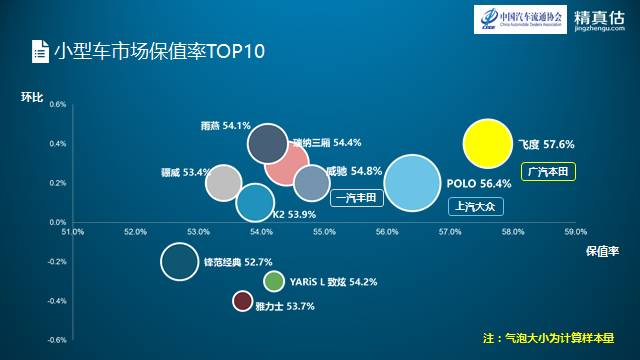 中国汽车流通协会
China Automobile Dealers Association
精真估
jingzhengu.com
小型车市场保值率TOP10
环比
0.6%
0.4%
0.2%
0.0%
-0.2%
-0.4%
-0.6%
51.0%
52.0%
53.0%
54.0%
55.0%
56.0%
57.0%
58.0%
59.0%
保值率
雨燕 54.1%
瑞纳三厢 54.4%
飞度 57.6%
广汽本田
骊威 53.4%
威驰 54.8%
一汽丰田
POLO 56.4%
上汽大众
K2 53.9%
锋范经典 52.7%
YARiS L 致炫 54.2%
雅力士 53.7%
注：气泡大小为计算样本量